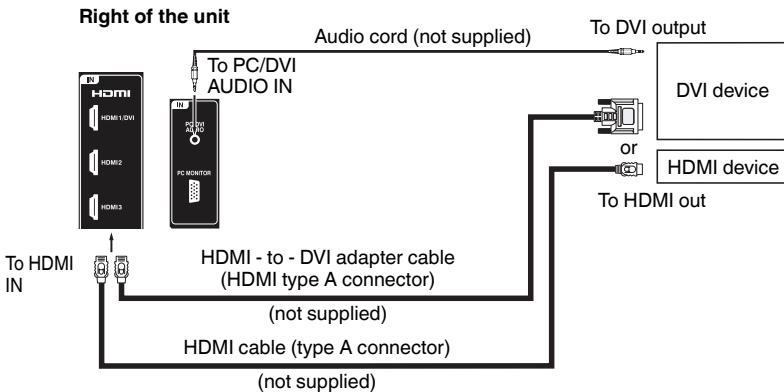 Right of the unit
Audio cord (not supplied)
To DVI output
To PC/DVI
AUDIO IN
IN
HDMI
HDMI1/DVI
HDMI2
HDMI3
IN
PC/DVI
AUDIO
PC MONITOR
DVI device
or
HDMI device
To HDMI out
To HDMI
IN
HDMI - to - DVI adapter cable
(HDMI type A connector)
(not supplied)
HDMI cable (type A connector)
(not supplied)